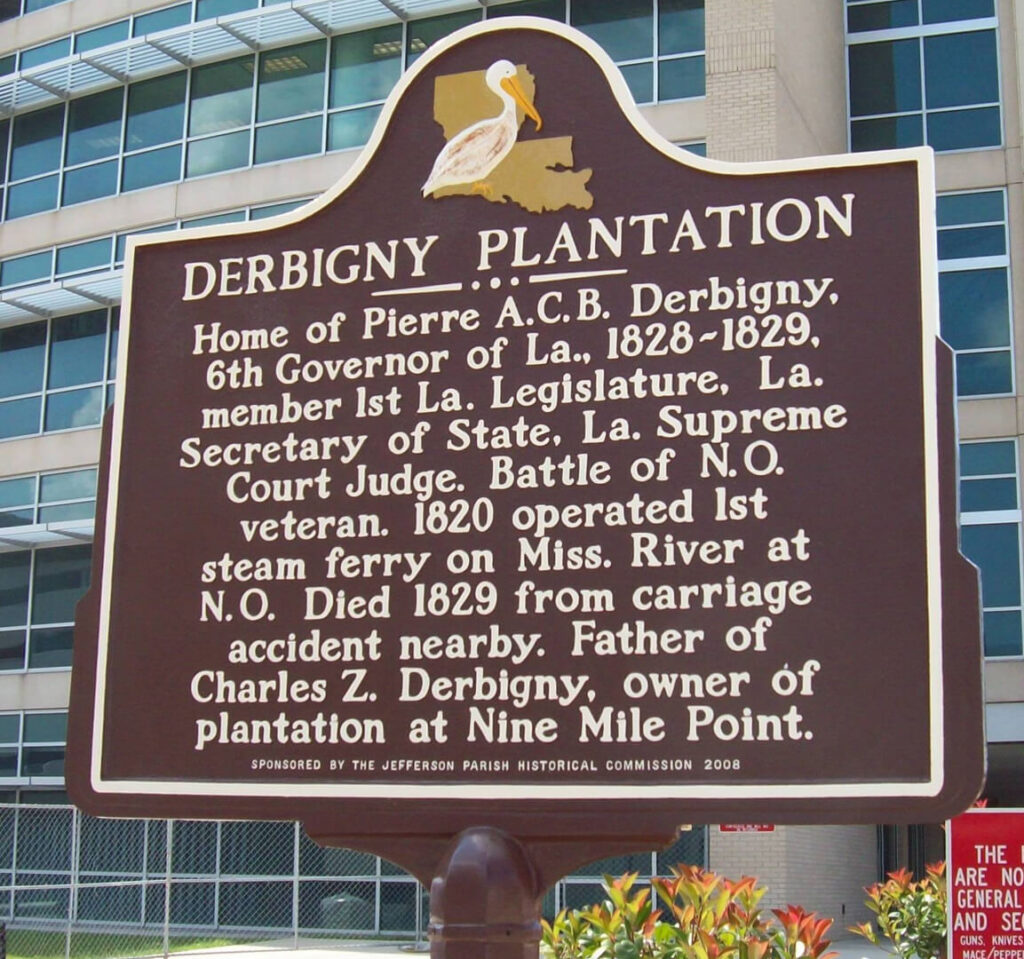 DERBIGNY PLANTATION
Home of Pierre A.C.B. Derbigny,
6th Governor of La., 1828-1829,
member 1st La. Legislature, La.
Secretary of State, La. Supreme
Court Judge. Battle of N.O.
veteran. 1820 operated 1st
steam ferry on Miss. River at
N.O. Died 1829 from carriage
accident nearby. Father of
Charles Z. Derbigny, owner of
plantation at Nine Mile Point.
SPONSORED BY THE JEFFERSON PARISH HISTORICAL COMMISSION 2008
THE
ARE NO
GENERAL
AND SE
GUNS, KNIVES
MACE/PEPPE